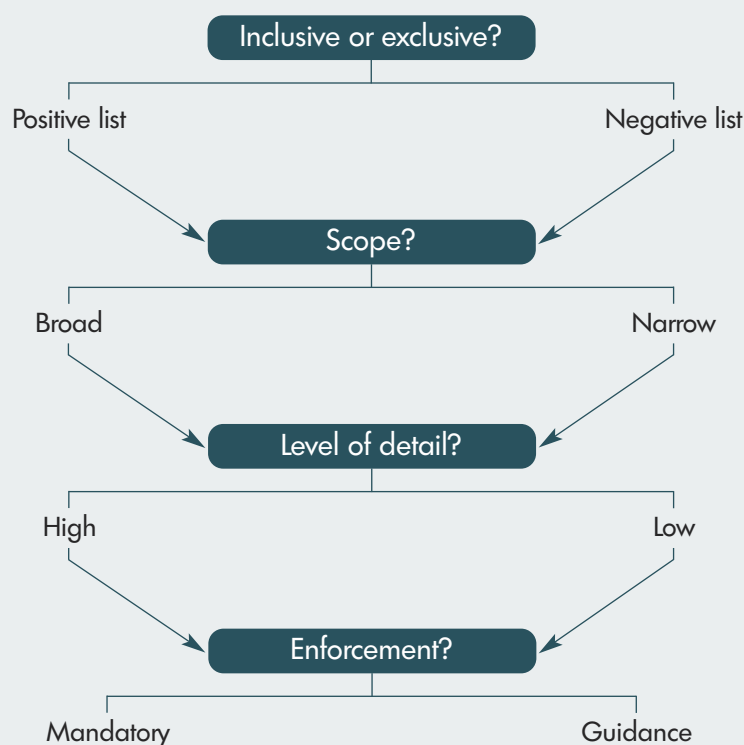 Inclusive or exclusive?
Positive list
Negative list
Scope?
Broad
Narrow
Level of detail?
High
Low
Enforcement?
Mandatory
Guidance